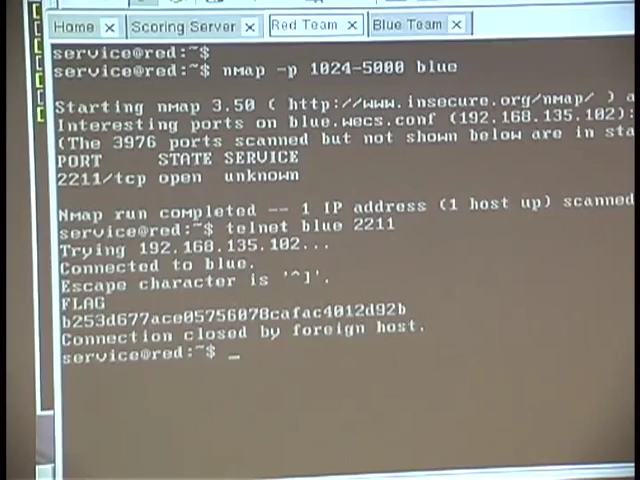 Home × Scoring Server × Red Team × Blue Team ×
service@red:~$
service@red:~$ nmap -p 1024-5000 blue
Starting nmap 3.50 ( http://www.insecure.org/nmap/ ) a
Interesting ports on blue.wecs.conf (192.168.135.102):
(The 3976 ports scanned but not shown below are in sta
PORT STATE SERVICE
2211/tcp open unknown
Nmap run completed -- 1 IP address (1 host up) scanned
service@red:~$ telnet blue 2211
Trying 192.168.135.102...
Connected to blue.
Escape character is '^]'.
FLAG
b253d677ace05756078cafac4012d92b
Connection closed by foreign host.
service@red:~$ _